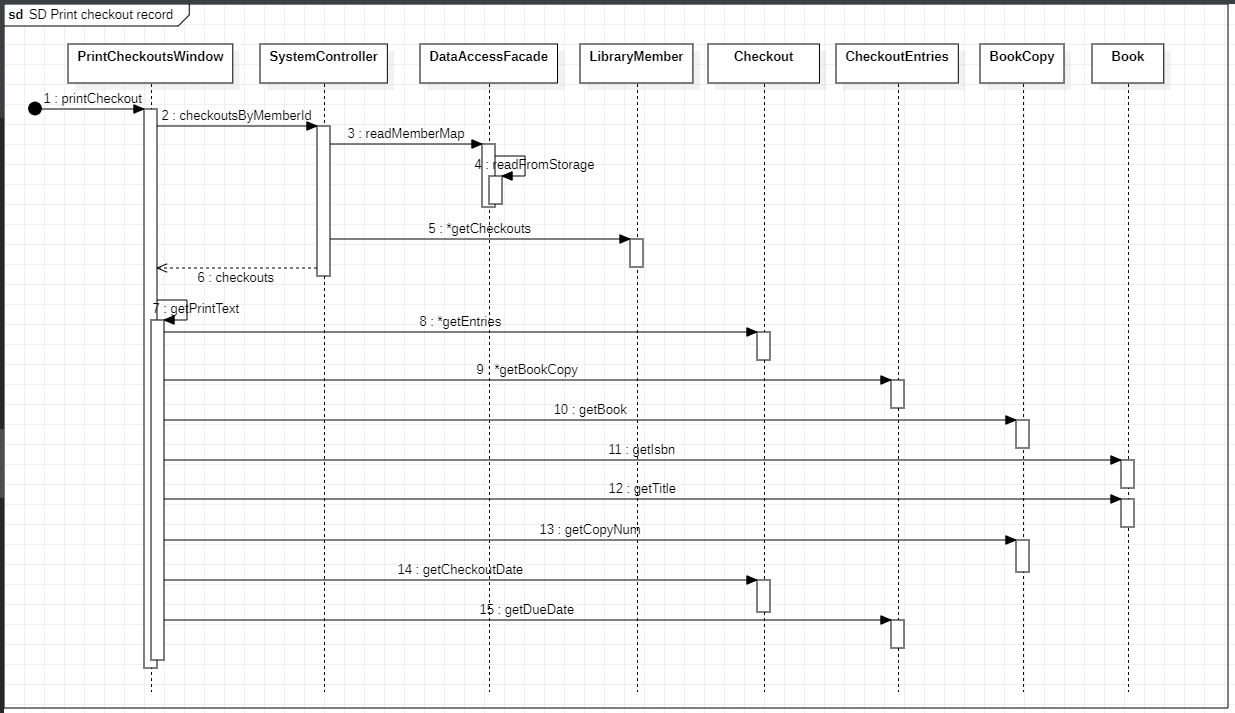 sd SD Print checkout record
PrintCheckoutsWindow
SystemController
DataAccessFacade
LibraryMember
Checkout
CheckoutEntries
BookCopy
Book
1 : printCheckout
2 : checkoutsByMemberId
3 : readMemberMap
4 : readFromStorage
5 : *getCheckouts
6 : checkouts
7 : getPrintText
8 : *getEntries
9 : *getBookCopy
10 : getBook
11 : getIsbn
12 : getTitle
13 : getCopyNum
14 : getCheckoutDate
15 : getDueDate